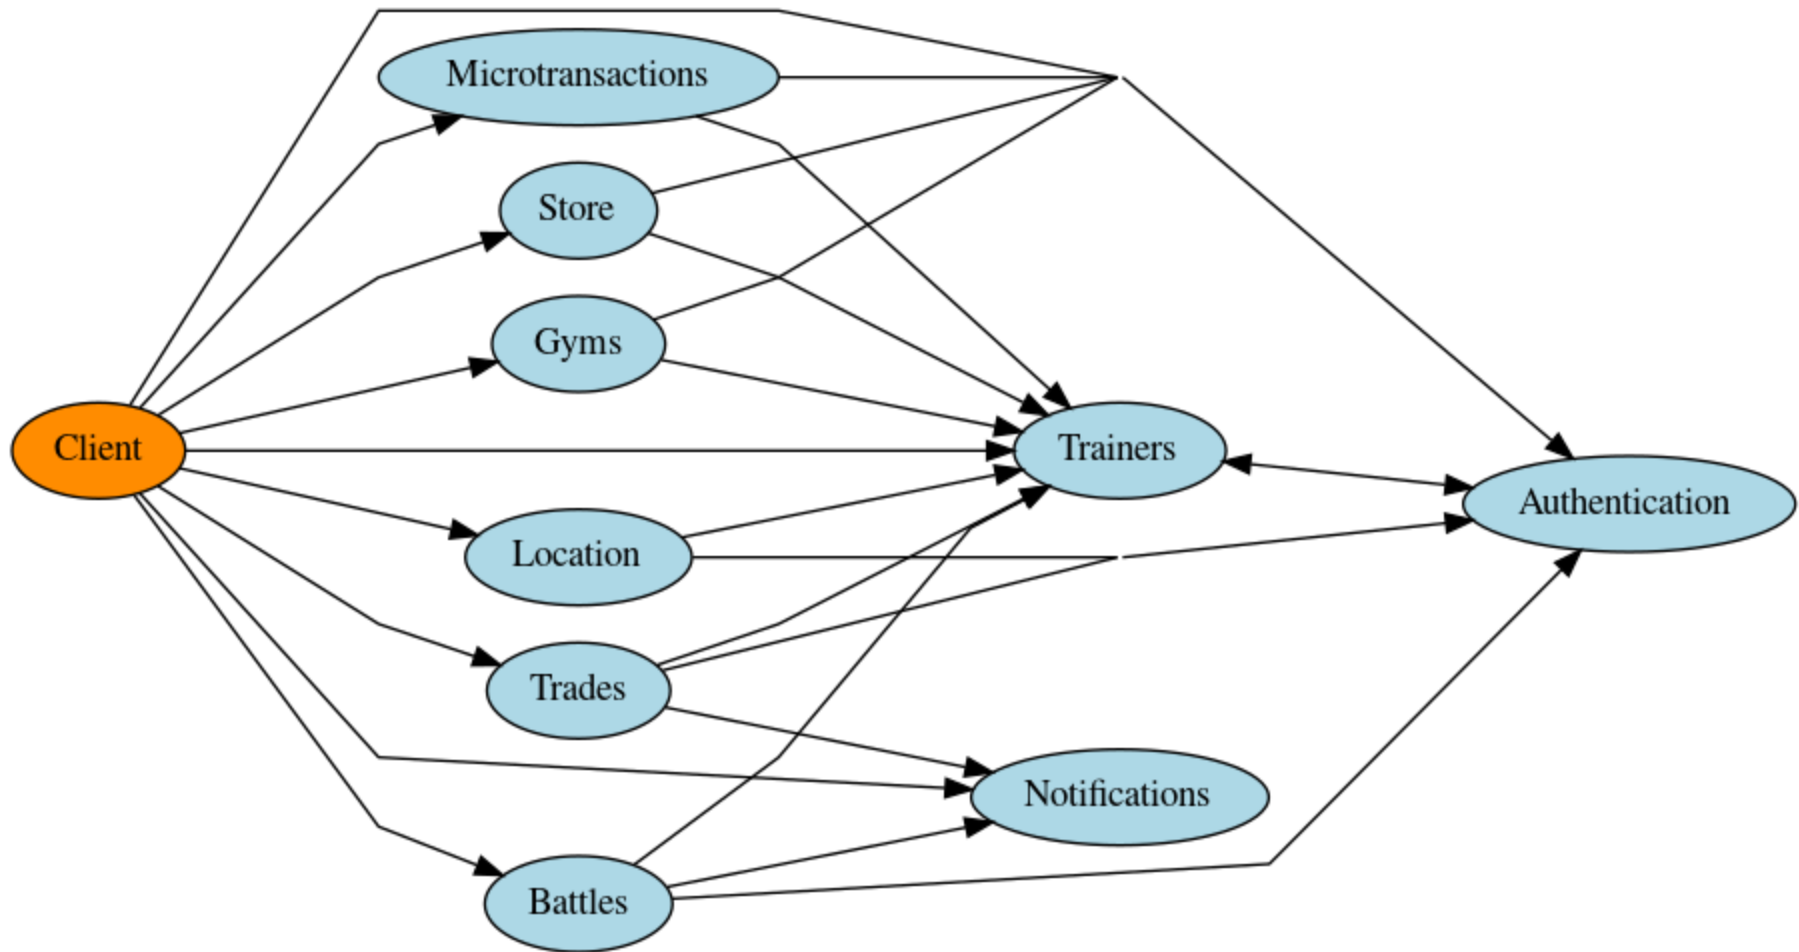 Microtransactions
Store
Gyms
Client
Trainers
Authentication
Location
Trades
Notifications
Battles